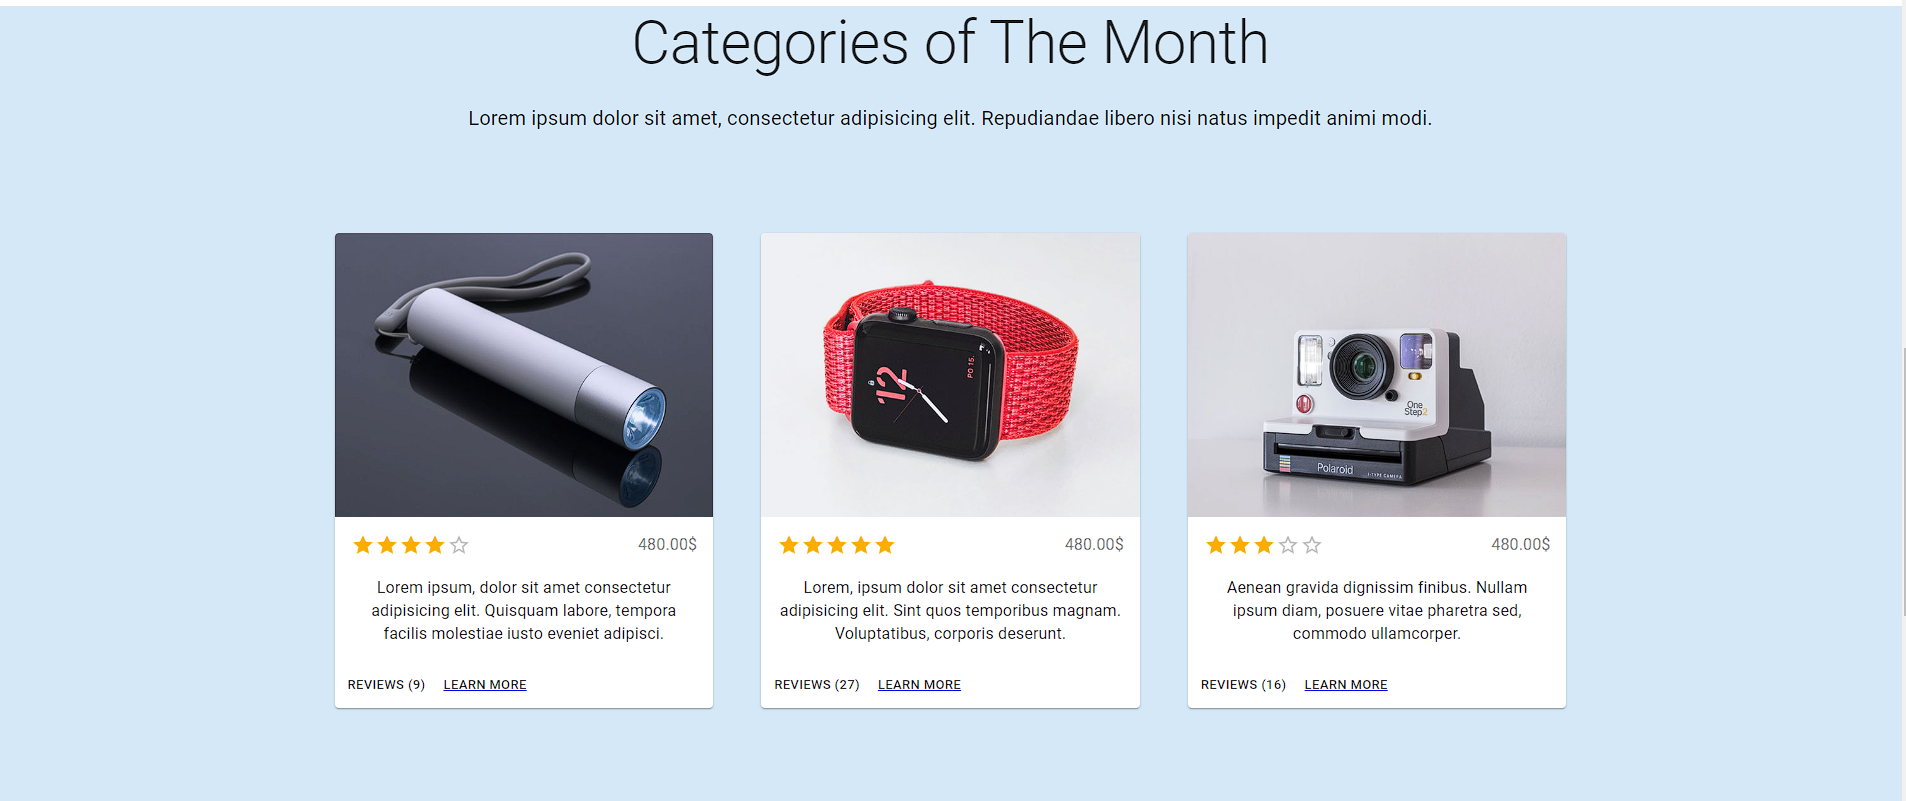 Categories of The Month
Lorem ipsum dolor sit amet, consectetur adipisicing elit. Repudiandae libero nisi natus impedit animi modi.
12
PO 15.
One
Step2
Polaroid
I-TYPE CAMERA
480.00$
480.00$
480.00$
Lorem ipsum, dolor sit amet consectetur
adipisicing elit. Quisquam labore, tempora
facilis molestiae iusto eveniet adipisci.
Lorem, ipsum dolor sit amet consectetur
adipisicing elit. Sint quos temporibus magnam.
Voluptatibus, corporis deserunt.
Aenean gravida dignissim finibus. Nullam
ipsum diam, posuere vitae pharetra sed,
commodo ullamcorper.
REVIEWS (9) LEARN MORE
REVIEWS (27) LEARN MORE
REVIEWS (16) LEARN MORE